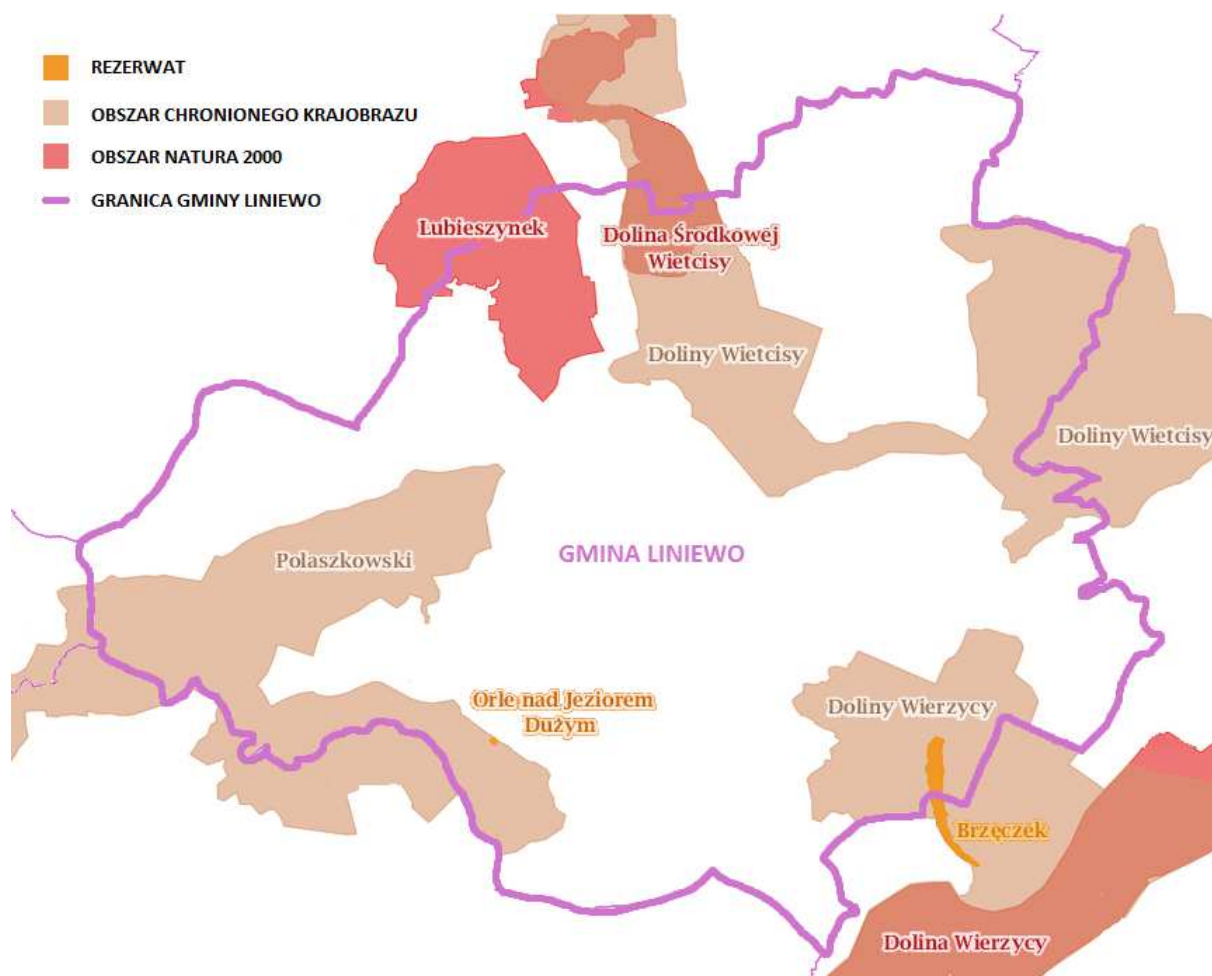 REZERWAT
OBSZAR CHRONIONEGO KRAJOBRAZU
OBSZAR NATURA 2000
GRANICA GMINY LINIEWO
Lubieszynek
Dolina Środkowej
Wietcisy
Doliny Wietcisy
Doliny Wietcisy
GMINA LINIEWO
Polaszkowski
Orle nad Jeziorem
Dużym
Doliny Wierzycy
Brzęczek
Dolina Wierzycy